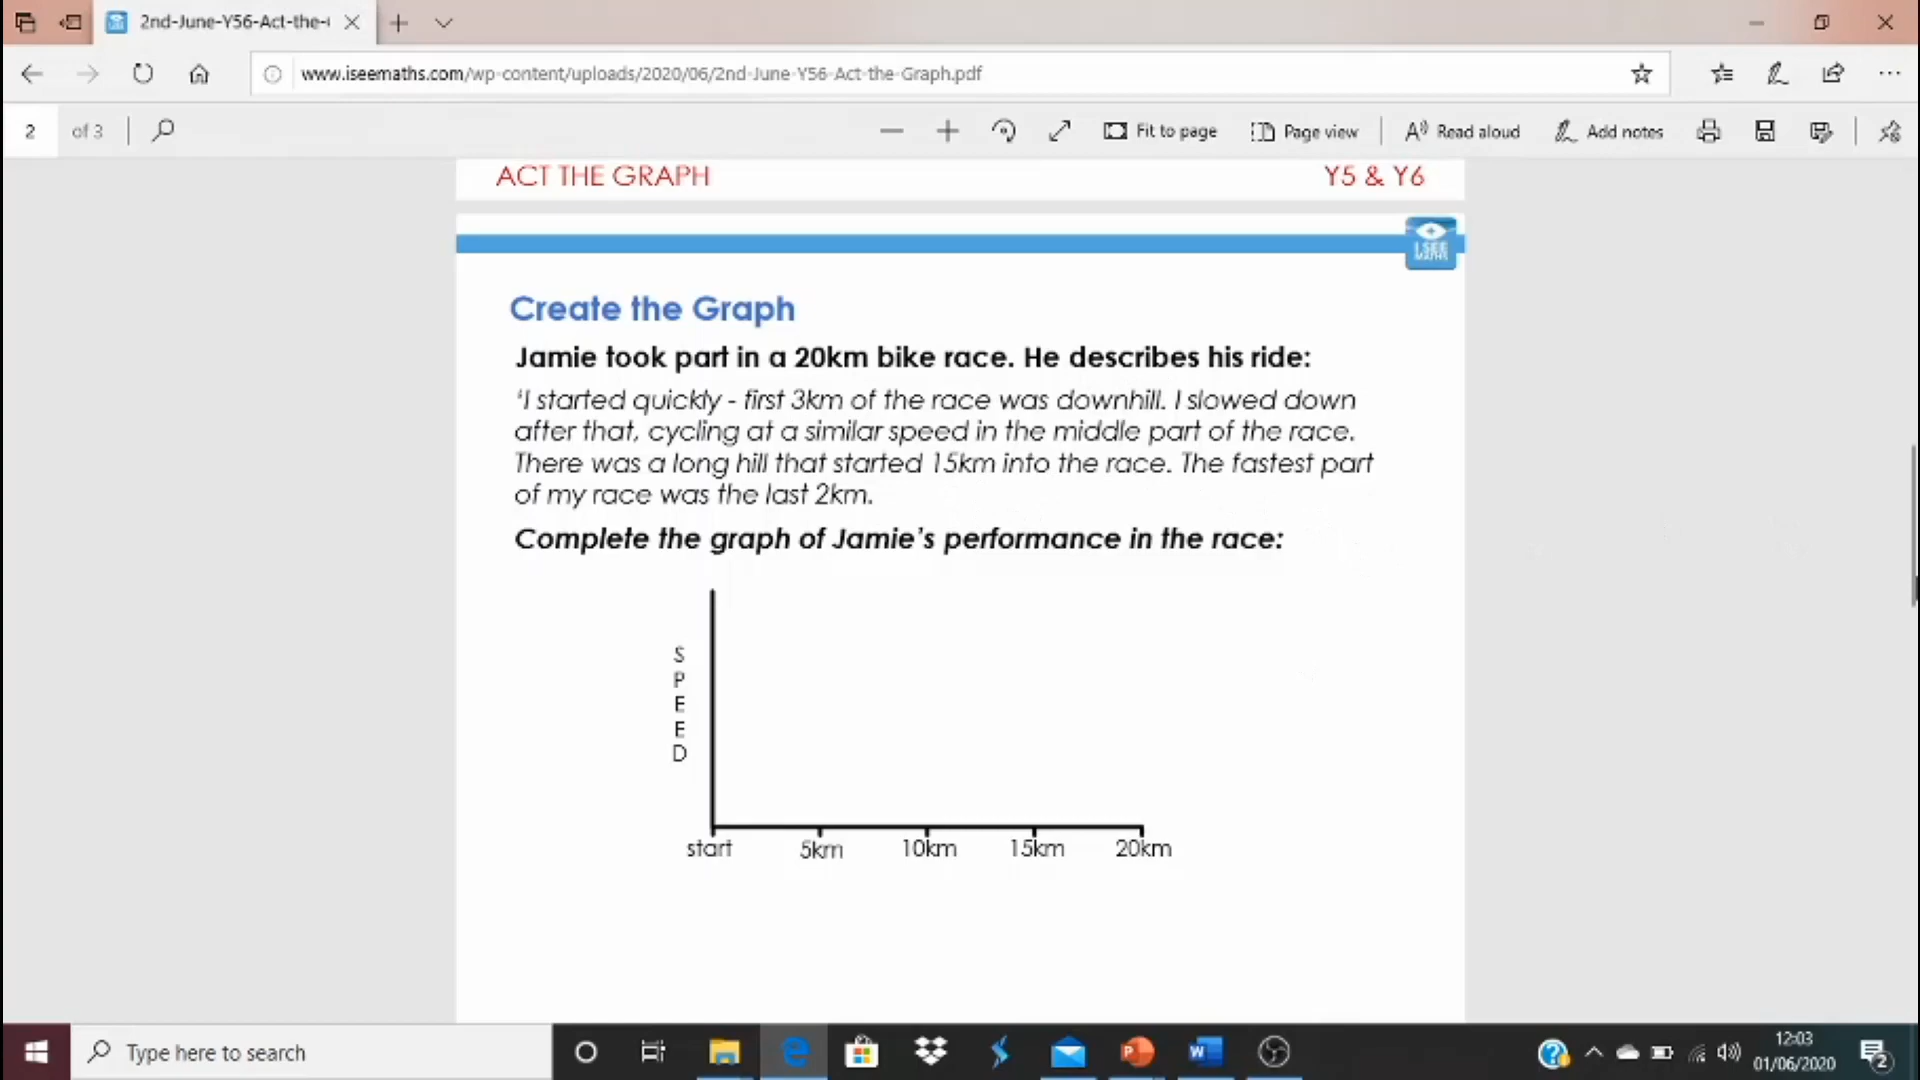 2nd-June-Y56-Act-the-
www.iseemaths.com/wp-content/uploads/2020/06/2nd-June-Y56-Act-the-Graph.pdf
2 of 3
Fit to page
Page view
Read aloud
Add notes
ACT THE GRAPH
Y5 & Y6
I SEE
MATHS
Create the Graph
Jamie took part in a 20km bike race. He describes his ride:
'I started quickly - first 3km of the race was downhill. I slowed down
after that, cycling at a similar speed in the middle part of the race.
There was a long hill that started 15km into the race. The fastest part
of my race was the last 2km.
Complete the graph of Jamie's performance in the race:
SPEED
start 5km 10km 15km 20km
Type here to search
12:03
01/06/2020
2